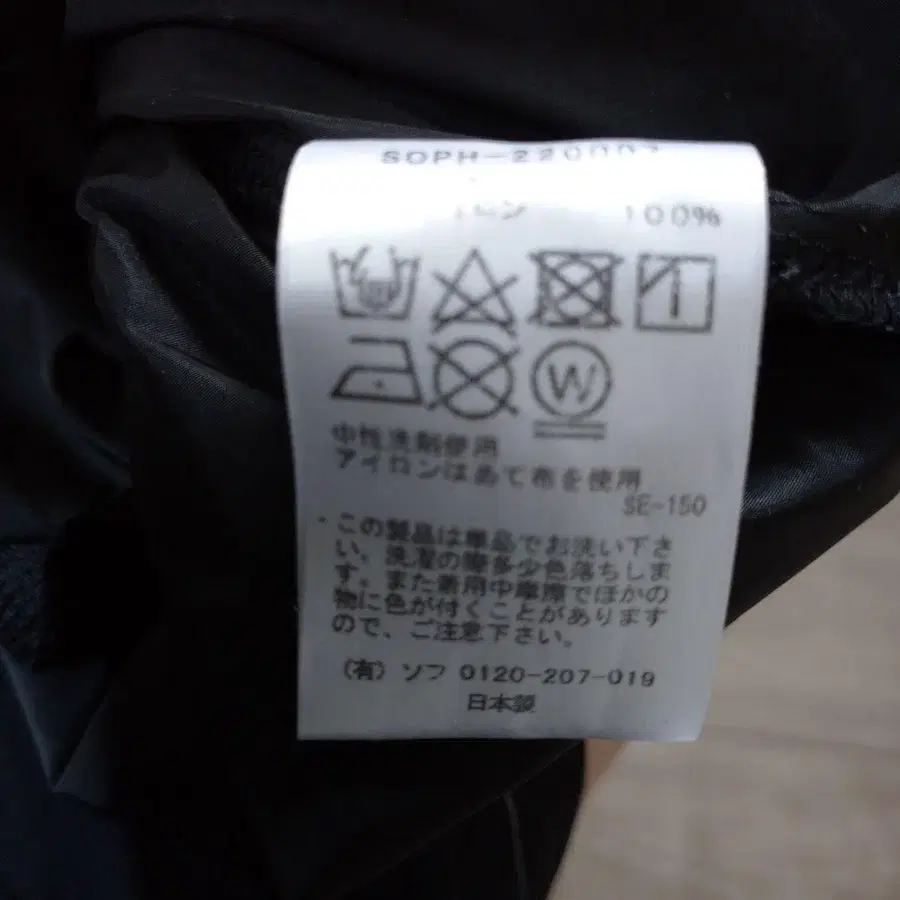 100%
W
中性洗剤使用
アイロンはあて布を使用
SE-150
この製品は単品でお洗い下さ
い。洗濯の際多少色落ちしま
す。また着用中摩擦でほかの
物に色が付くことがあります
ので、ご注意下さい。
(有) ソフ 0120-207-019
日本製